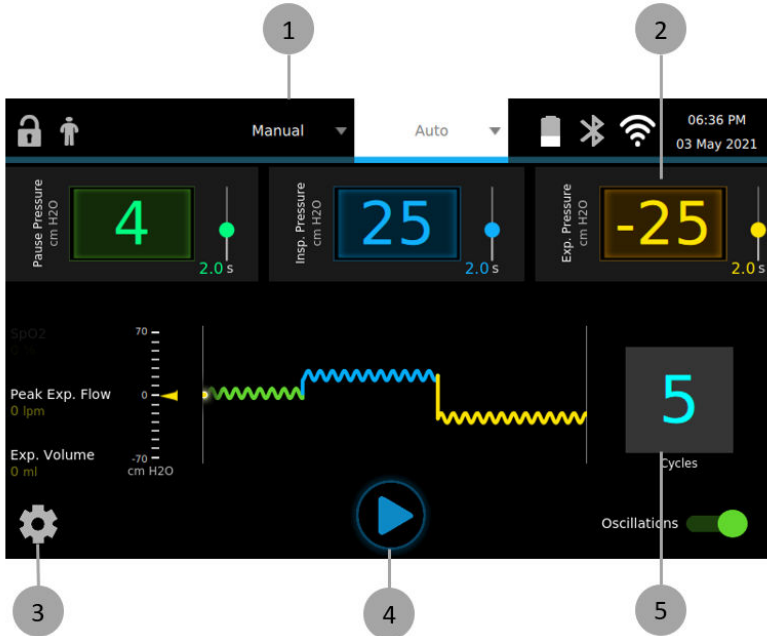 1
2
Manual
Auto
06:36 PM
03 May 2021
Pause Pressure
cm H2O
4
2.0 s
Insp. Pressure
cm H2O
25
2.0 s
Exp. Pressure
cm H2O
-25
2.0 s
SpO2
70
Peak Exp. Flow
0 lpm
0
Exp. Volume
0 ml
-70
cm H2O
5
Cycles
Oscillations
3
4
5